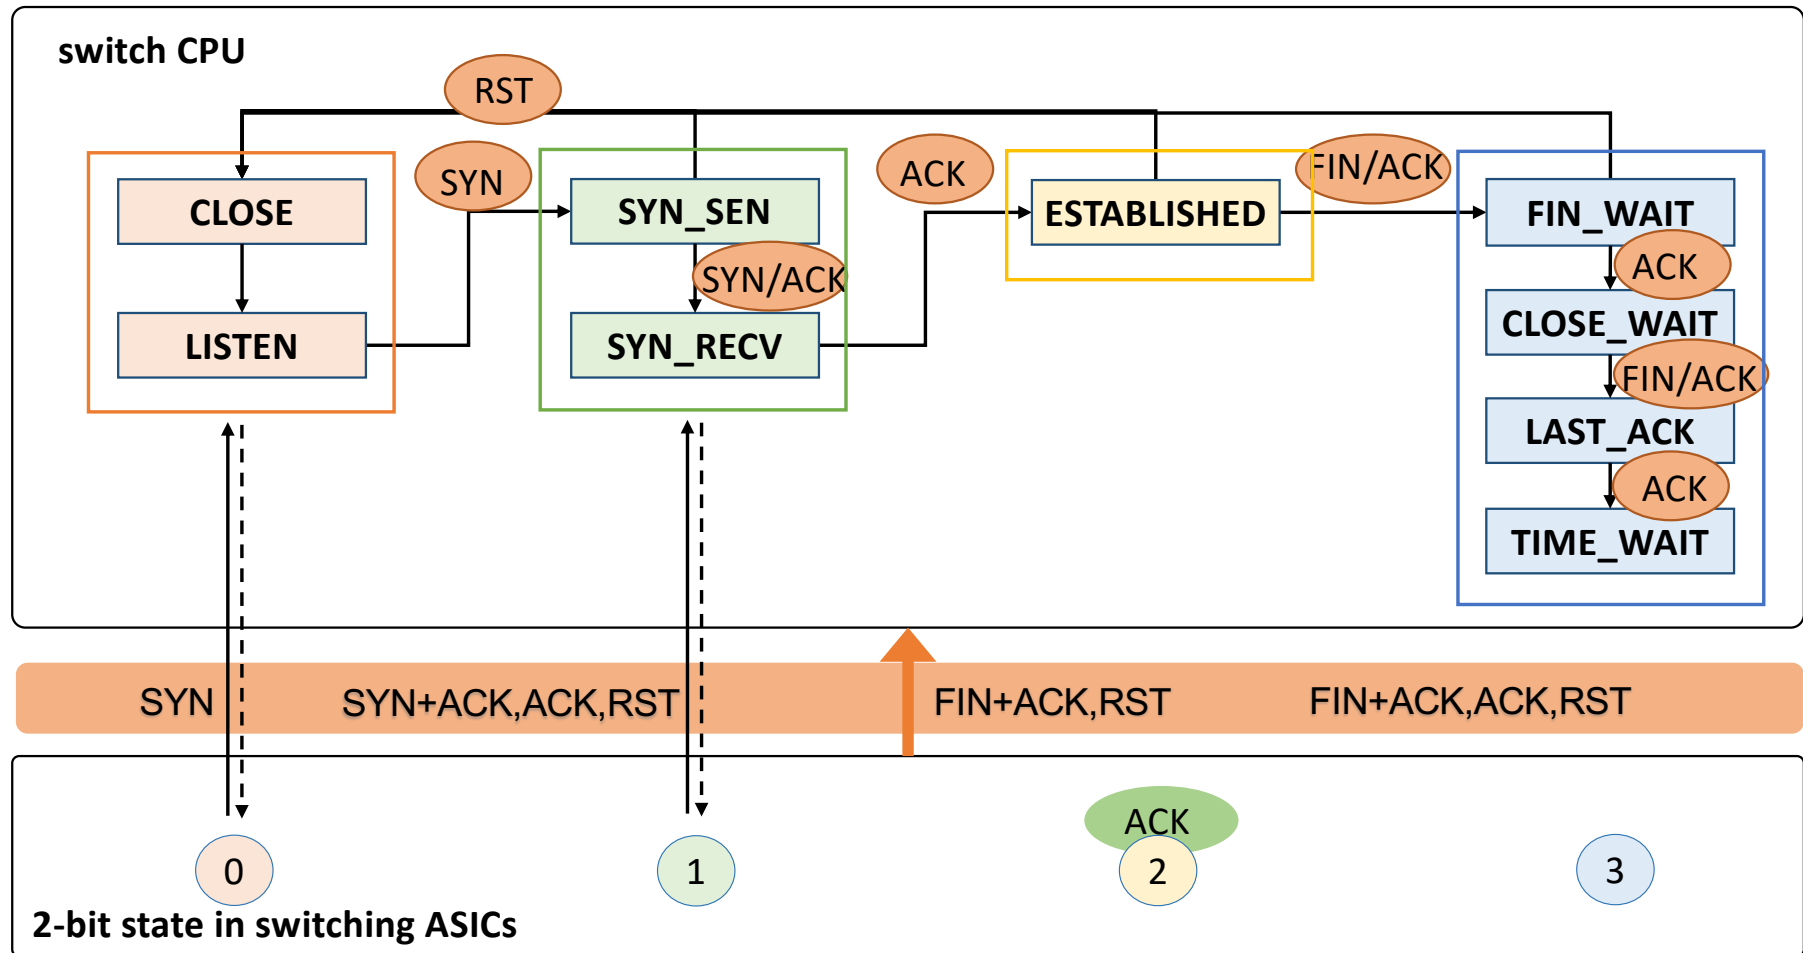 switch CPU
RST
SYN
ACK
FIN/ACK
CLOSE
SYN_SEN
ESTABLISHED
FIN_WAIT
SYN/ACK
ACK
LISTEN
SYN_RECV
CLOSE_WAIT
FIN/ACK
LAST_ACK
ACK
TIME_WAIT
SYN
SYN+ACK,ACK,RST
FIN+ACK,RST
FIN+ACK,ACK,RST
ACK
0
1
2
3
2-bit state in switching ASICs